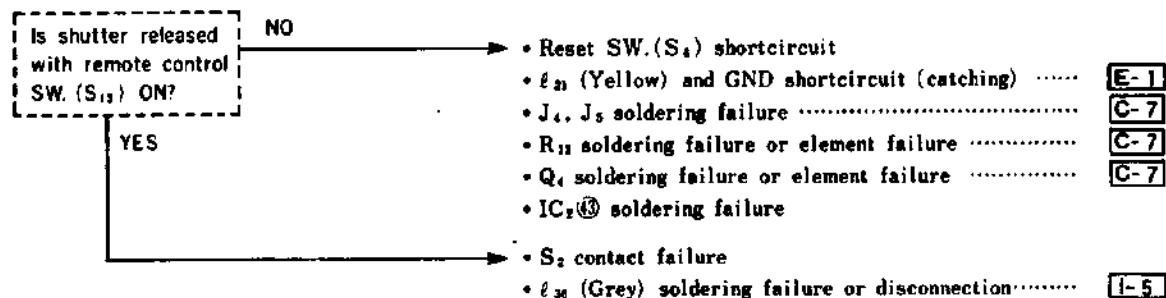 Is shutter released
with remote control
SW. (S₁₃) ON?
NO
YES
• Reset SW.(S₄) shortcircuit
• ℓ₂₁ (Yellow) and GND shortcircuit (catching) ······ E-1
• J₄, J₅ soldering failure ······························ C-7
• R₁₁ soldering failure or element failure ··············· C-7
• Q₄ soldering failure or element failure ··············· C-7
• IC₂㊸ soldering failure
• S₂ contact failure
• ℓ₃₆ (Grey) soldering failure or disconnection········· I-5